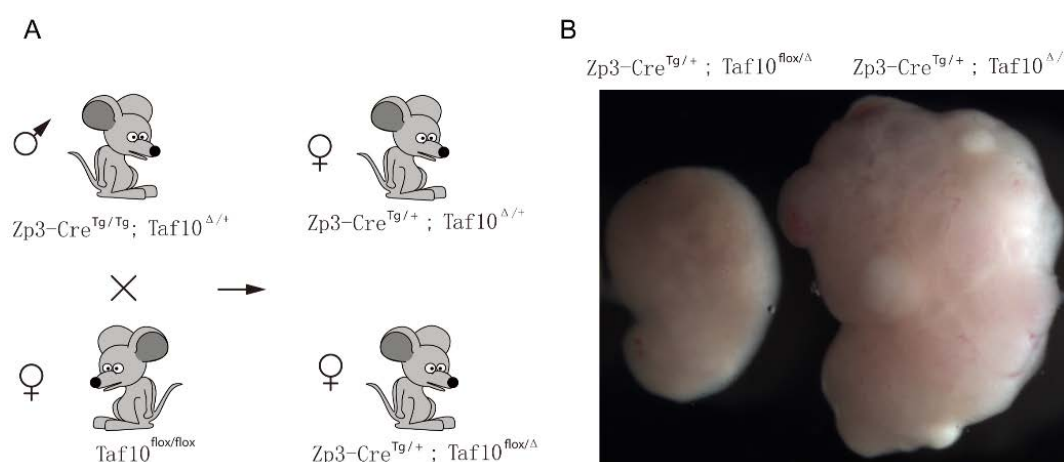 A
B
Zp3-Cre^Tg/+ ; Taf10^flox/Δ
Zp3-Cre^Tg/+ ; Taf10^Δ/
♂
♀
Zp3-Cre^Tg/Tg; Taf10^Δ/+
Zp3-Cre^Tg/+ ; Taf10^Δ/+
×
♀
♀
Taf10^flox/flox
Zp3-Cre^Tg/+ ; Taf10^flox/Δ